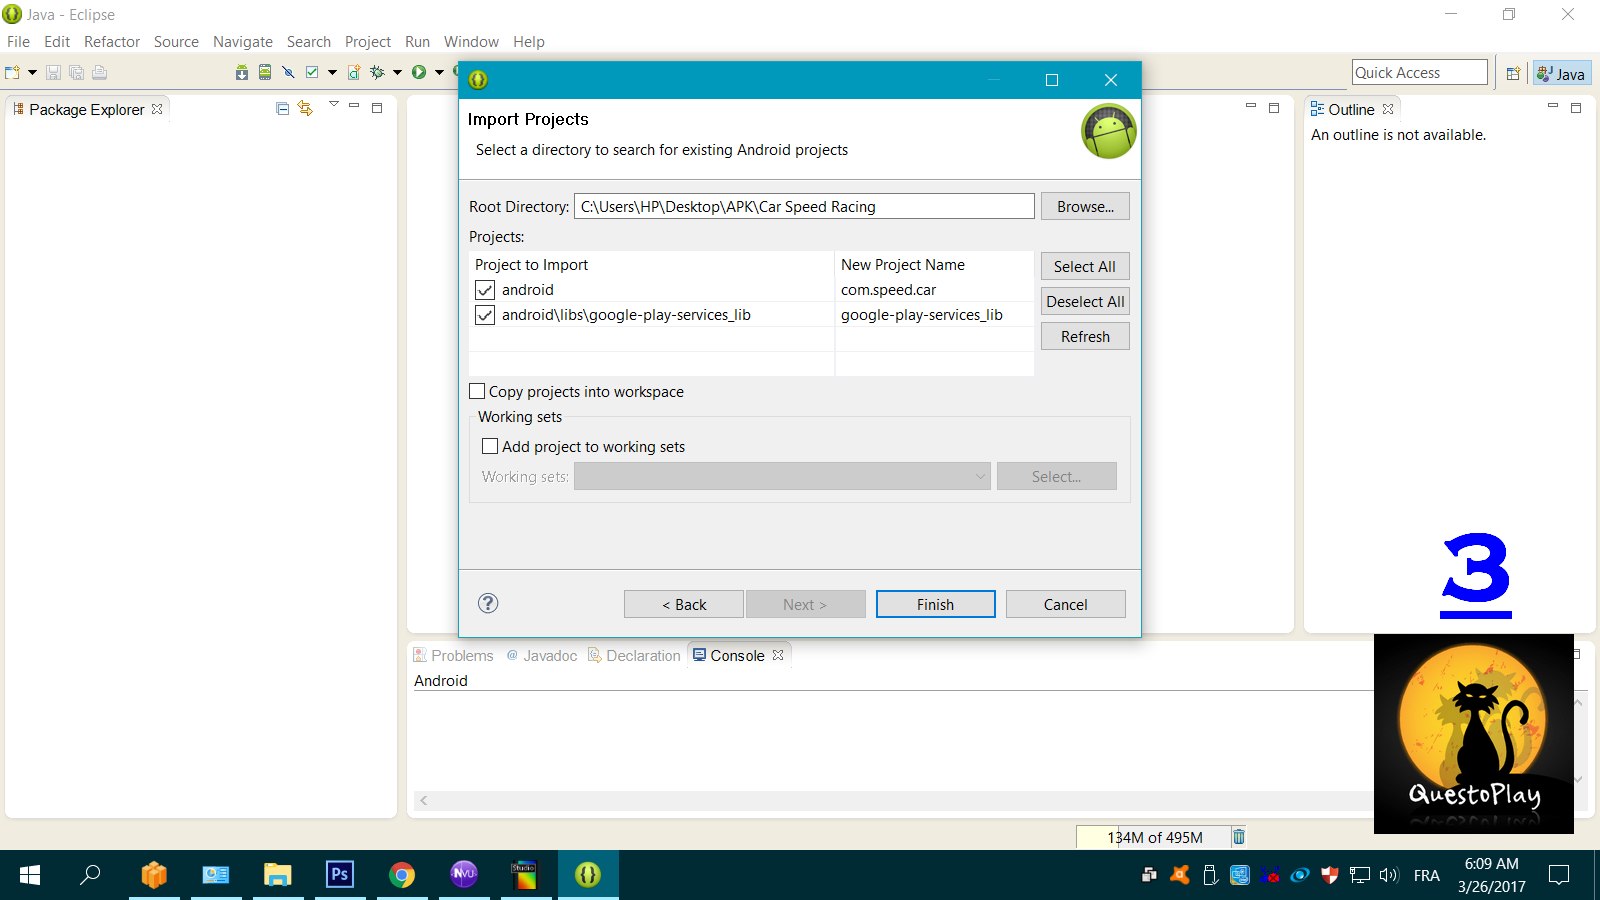 Java - Eclipse
File Edit Refactor Source Navigate Search Project Run Window Help
Quick Access
Java
Package Explorer
Outline
An outline is not available.
Import Projects
Select a directory to search for existing Android projects
Root Directory: C:\Users\HP\Desktop\APK\Car Speed Racing Browse...
Projects:
Project to Import New Project Name Select All
android com.speed.car
Deselect All
android\libs\google-play-services_lib google-play-services_lib
Refresh
Copy projects into workspace
Working sets
Add project to working sets
Working sets: Select...
? < Back Next > Finish Cancel
3
Problems @ Javadoc Declaration Console
Android
QuestoPlay
134M of 495M
Ps
NVU
Studio
FRA
6:09 AM
3/26/2017